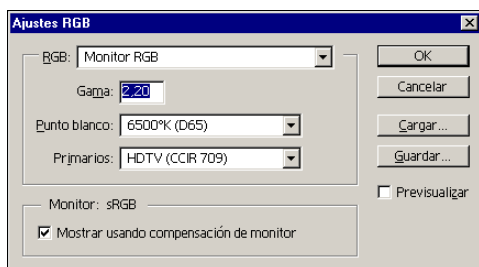 Ajustes RGB
RGB: Monitor RGB
OK
Gama: 2,20
Cancelar
Punto blanco: 6500°K (D65)
Cargar...
Primarios: HDTV (CCIR 709)
Guardar...
Previsualizar
Monitor: sRGB
Mostrar usando compensación de monitor